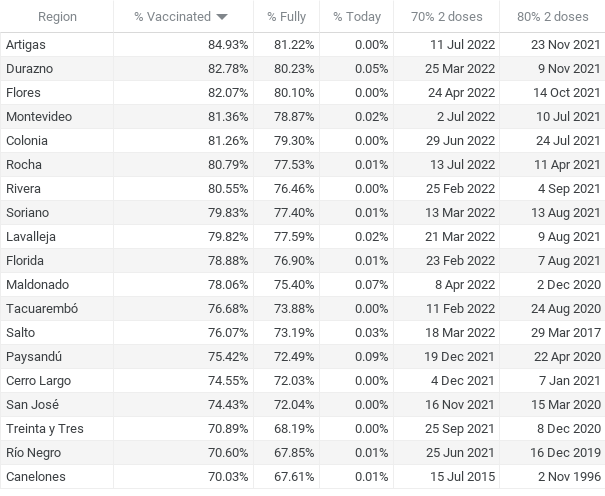 Region % Vaccinated % Fully % Today 70% 2 doses 80% 2 doses
Artigas 84.93% 81.22% 0.00% 11 Jul 2022 23 Nov 2021
Durazno 82.78% 80.23% 0.05% 25 Mar 2022 9 Nov 2021
Flores 82.07% 80.10% 0.00% 24 Apr 2022 14 Oct 2021
Montevideo 81.36% 78.87% 0.02% 2 Jul 2022 10 Jul 2021
Colonia 81.26% 79.30% 0.00% 29 Jun 2022 24 Jul 2021
Rocha 80.79% 77.53% 0.01% 13 Jul 2022 11 Apr 2021
Rivera 80.55% 76.46% 0.00% 25 Feb 2022 4 Sep 2021
Soriano 79.83% 77.40% 0.01% 13 Mar 2022 13 Aug 2021
Lavalleja 79.82% 77.59% 0.02% 21 Mar 2022 9 Aug 2021
Florida 78.88% 76.90% 0.01% 23 Feb 2022 7 Aug 2021
Maldonado 78.06% 75.40% 0.07% 8 Apr 2022 2 Dec 2020
Tacuarembó 76.68% 73.88% 0.00% 11 Feb 2022 24 Aug 2020
Salto 76.07% 73.19% 0.03% 18 Mar 2022 29 Mar 2017
Paysandú 75.42% 72.49% 0.09% 19 Dec 2021 22 Apr 2020
Cerro Largo 74.55% 72.03% 0.00% 4 Dec 2021 7 Jan 2021
San José 74.43% 72.04% 0.00% 16 Nov 2021 15 Mar 2020
Treinta y Tres 70.89% 68.19% 0.00% 25 Sep 2021 8 Dec 2020
Río Negro 70.60% 67.85% 0.01% 25 Jun 2021 16 Dec 2019
Canelones 70.03% 67.61% 0.01% 15 Jul 2015 2 Nov 1996